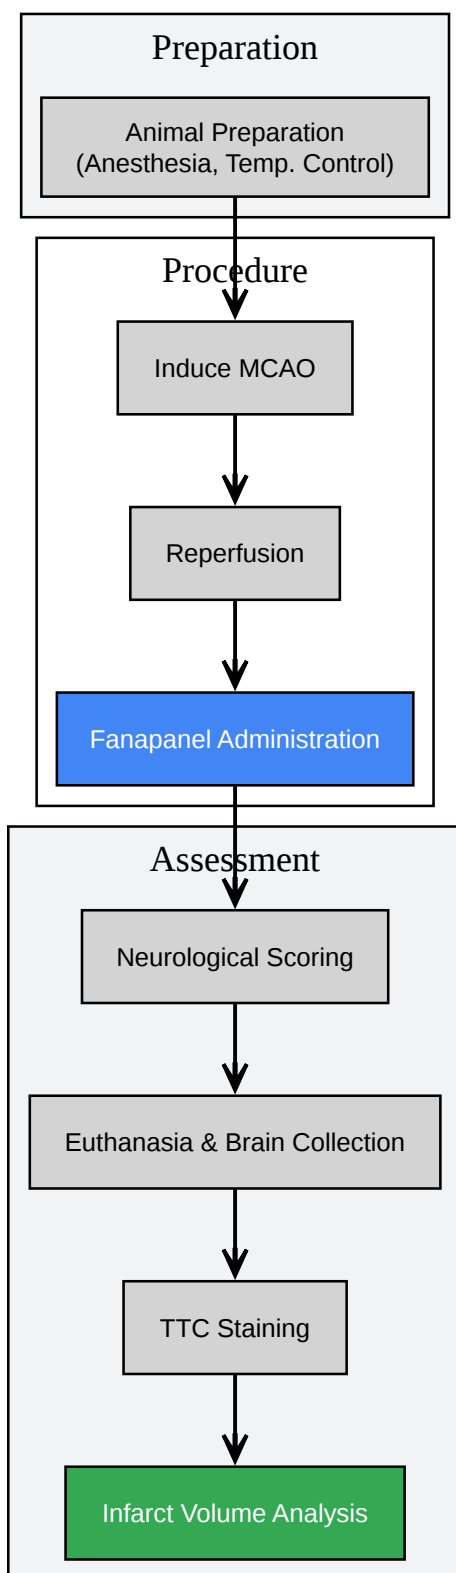 Preparation
Animal Preparation
(Anesthesia, Temp. Control)
Procedure
Induce MCAO
Reperfusion
Fanapanel Administration
Assessment
Neurological Scoring
Euthanasia & Brain Collection
TTC Staining
Infarct Volume Analysis